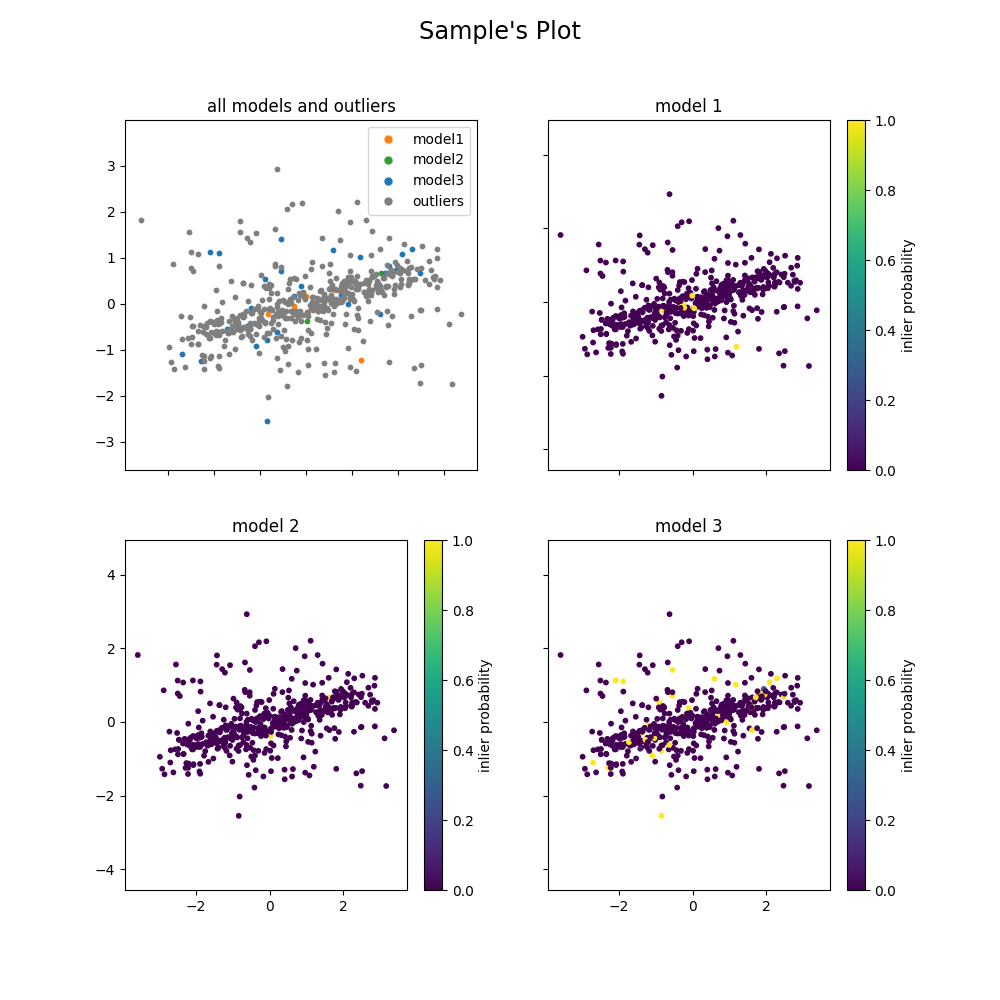 Sample's Plot
all models and outliers
model1
model2
model3
outliers
3
2
1
0
−1
−2
−3
model 1
1.0
0.8
0.6
0.4
0.2
0.0
inlier probability
model 2
4
2
0
−2
−4
−2 0 2
1.0
0.8
0.6
0.4
0.2
0.0
inlier probability
model 3
−2 0 2
1.0
0.8
0.6
0.4
0.2
0.0
inlier probability